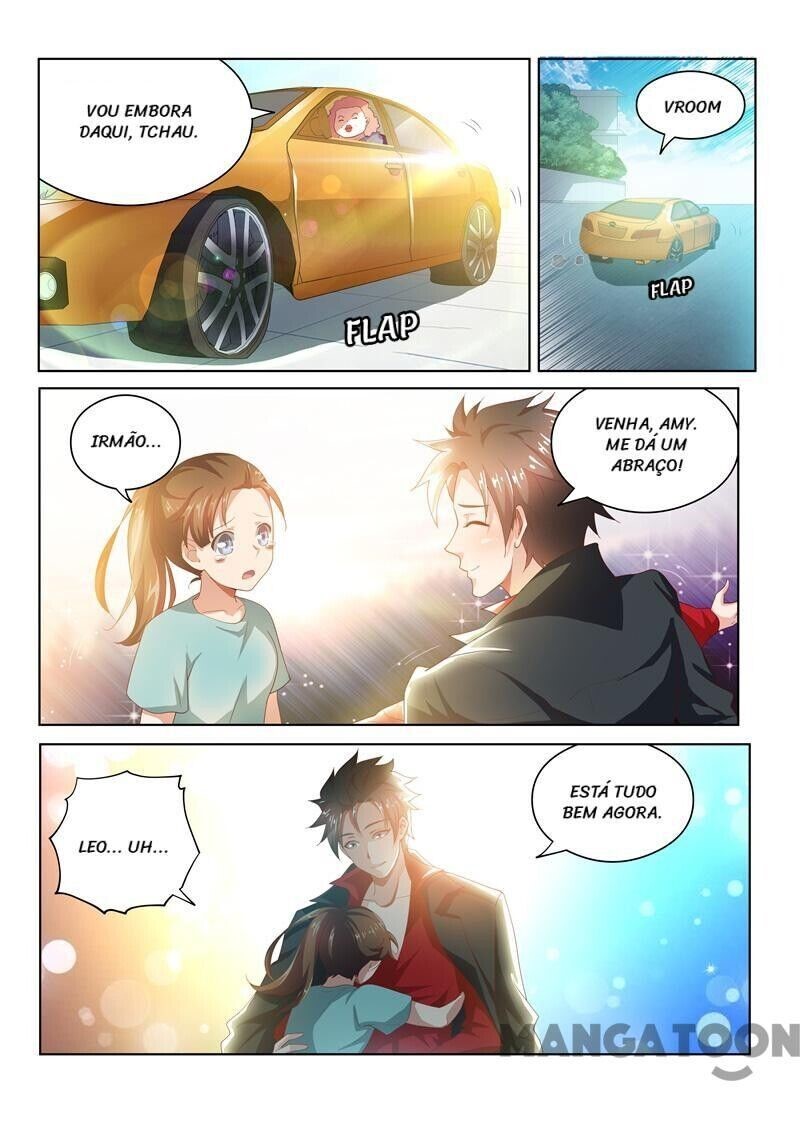 VOU EMBORA
DAQUI, TCHAU.
FLAP
VROOM
FLAP
IRMÃO...
VENHA, AMY.
ME DÁ UM
ABRAÇO!
LEO... UH...
ESTÁ TUDO
BEM AGORA.
MANGATOON